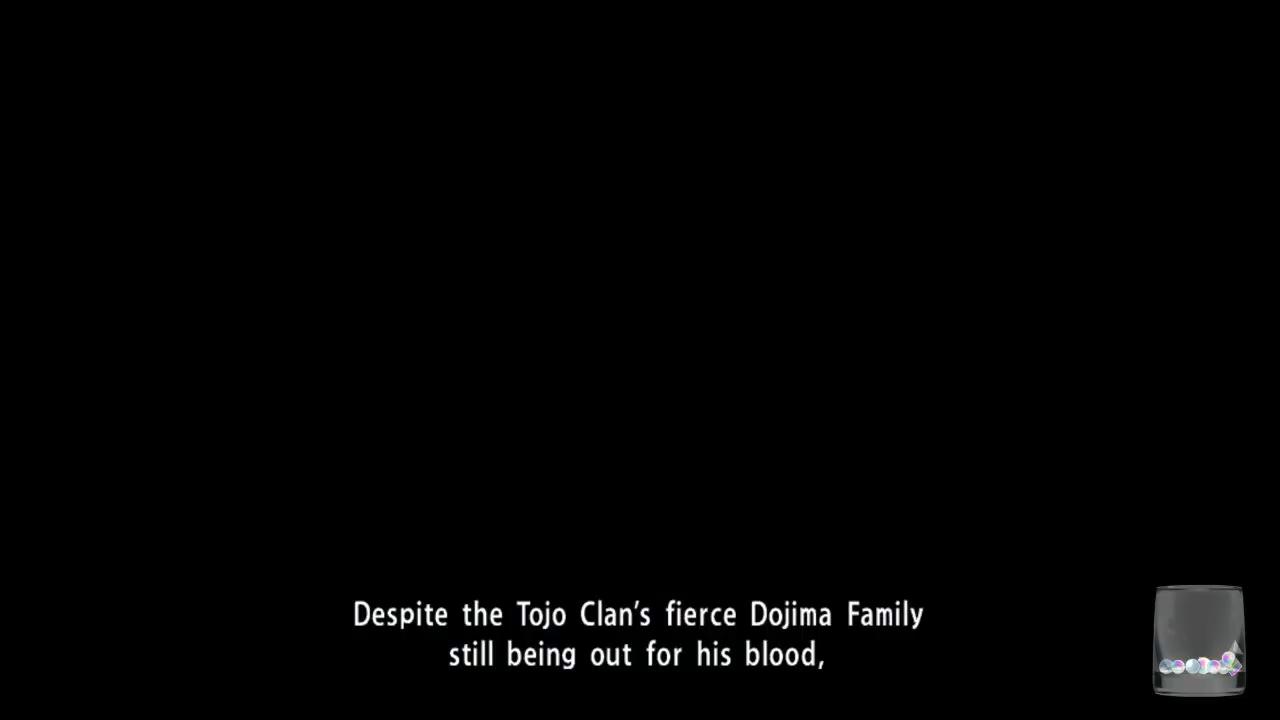 Despite the Tojo Clan's fierce Dojima Family
still being out for his blood,